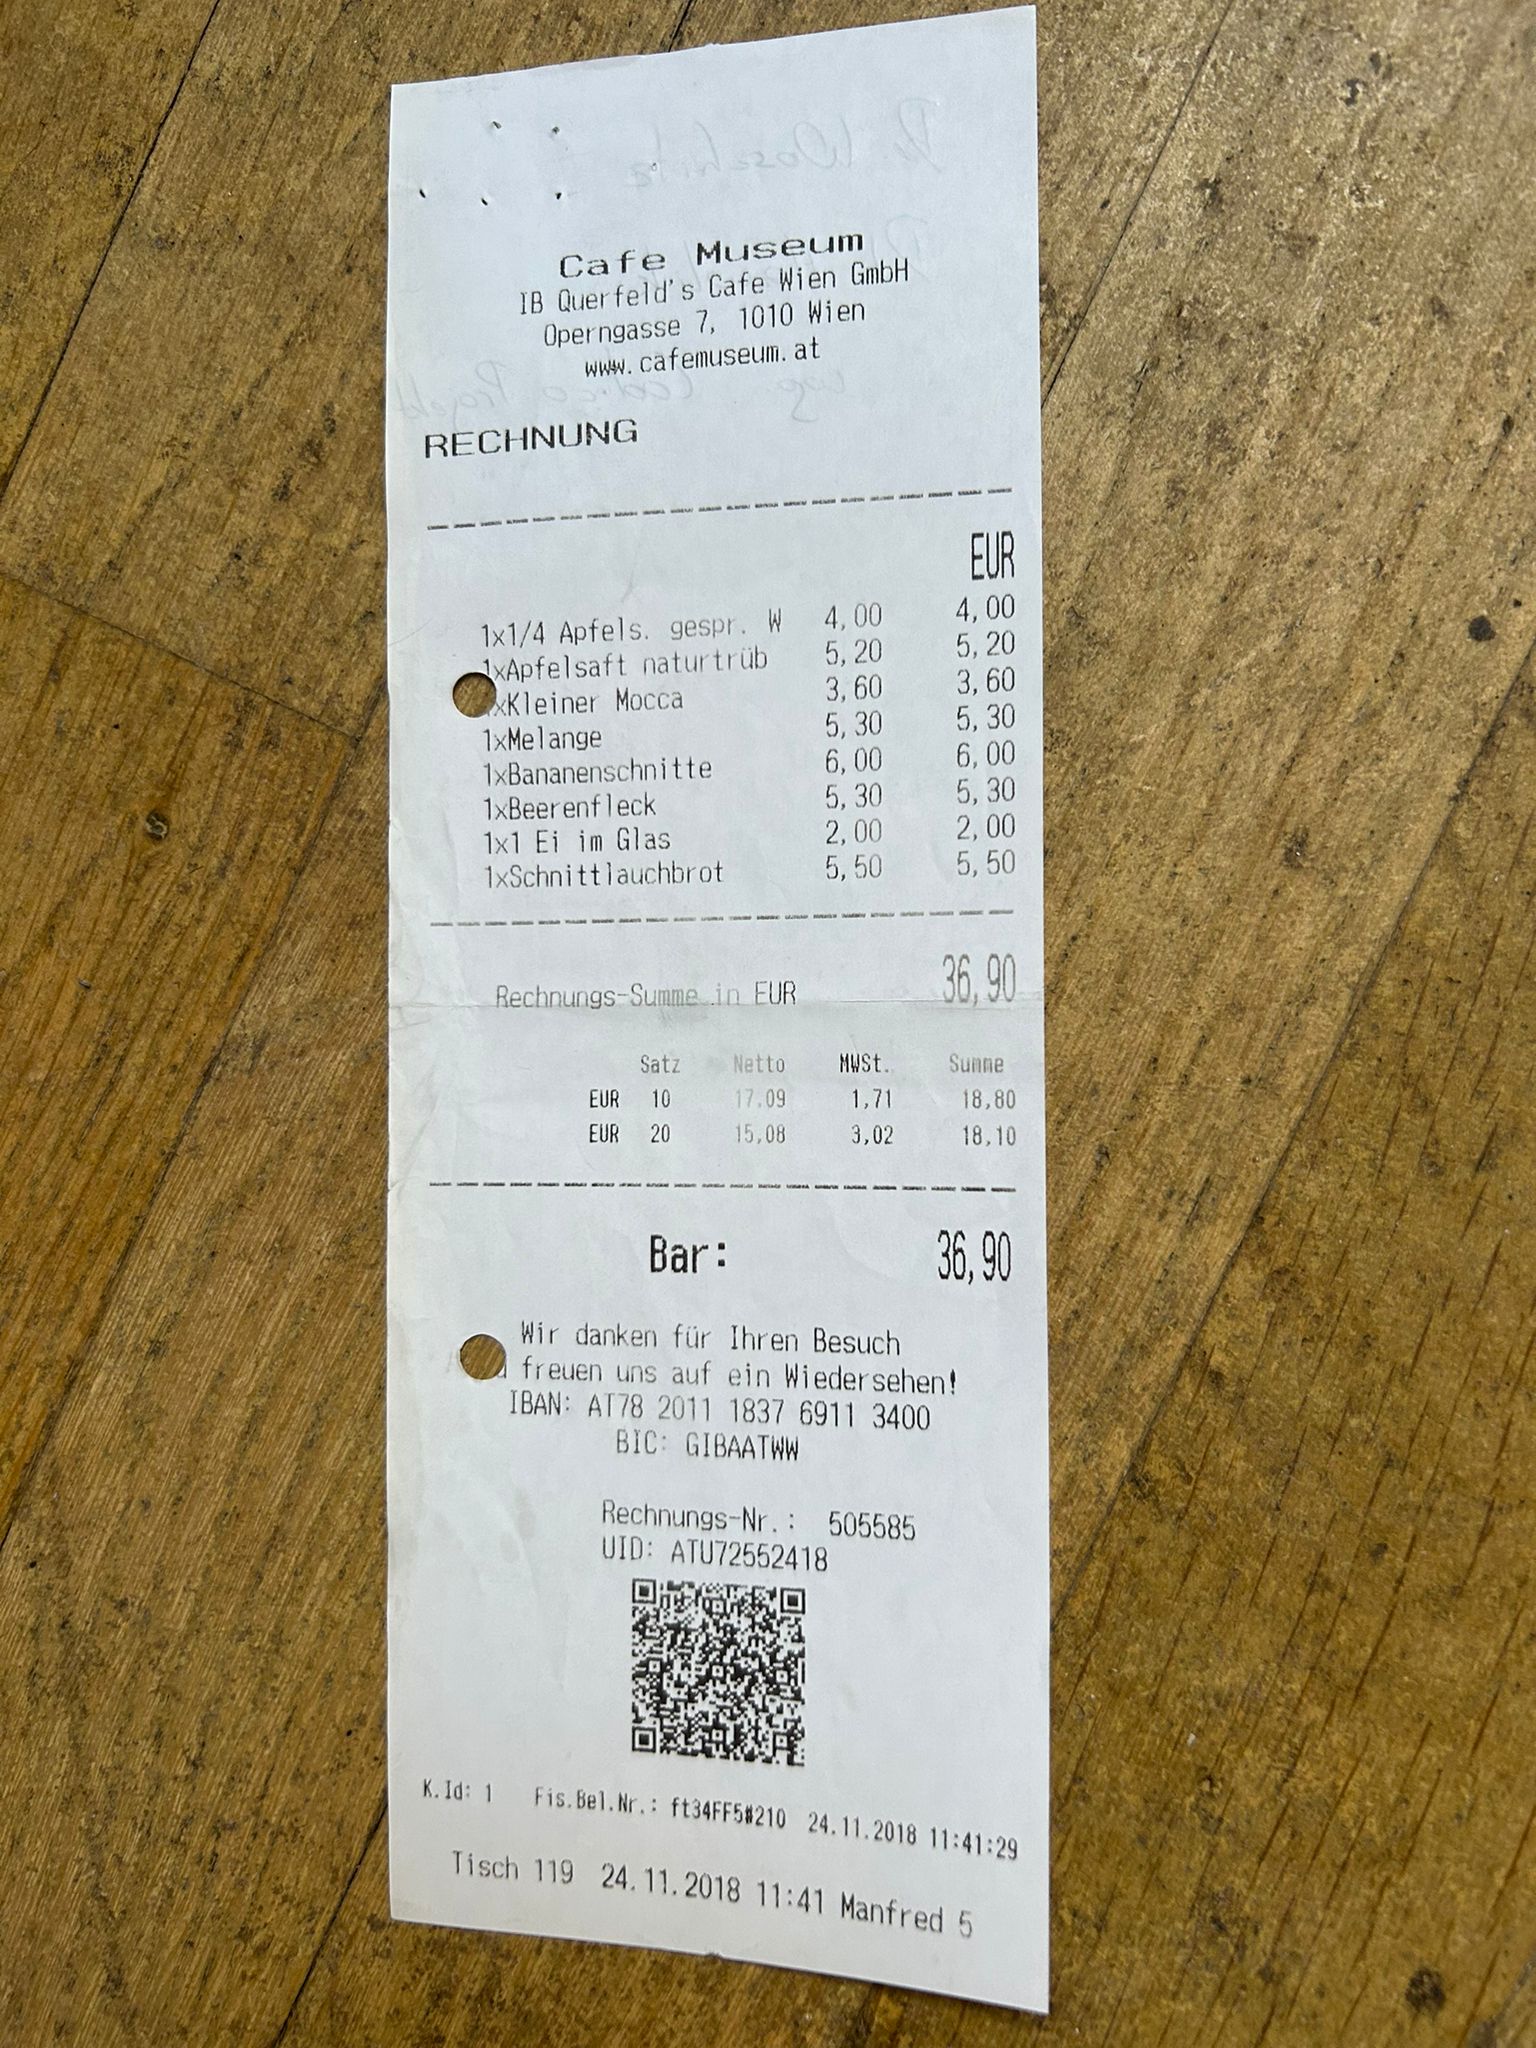 Cafe Museum
IB Querfeld's Cafe Wien GmbH
Operngasse 7, 1010 Wien
www.cafemuseum.at
RECHNUNG
EUR
1x1/4 Apfels. gespr. W 4,00 4,00
1xApfelsaft naturtrüb 5,20 5,20
xKleiner Mocca 3,60 3,60
1xMelange 5,30 5,30
1xBananenschnitte 6,00 6,00
1xBeerenfleck 5,30 5,30
1x1 Ei im Glas 2,00 2,00
1xSchnittlauchbrot 5,50 5,50
Rechnungs-Summe in EUR 36,90
Satz Netto MWSt. Summe
EUR 10 17,09 1,71 18,80
EUR 20 15,08 3,02 18,10
Bar: 36,90
Wir danken für Ihren Besuch
freuen uns auf ein Wiedersehen!
IBAN: AT78 2011 1837 6911 3400
BIC: GIBAATWW
Rechnungs-Nr.: 505585
UID: ATU72552418
K.Id: 1 Fis.Bel.Nr.: ft34FF5#210 24.11.2018 11:41:29
Tisch 119 24.11.2018 11:41 Manfred 5